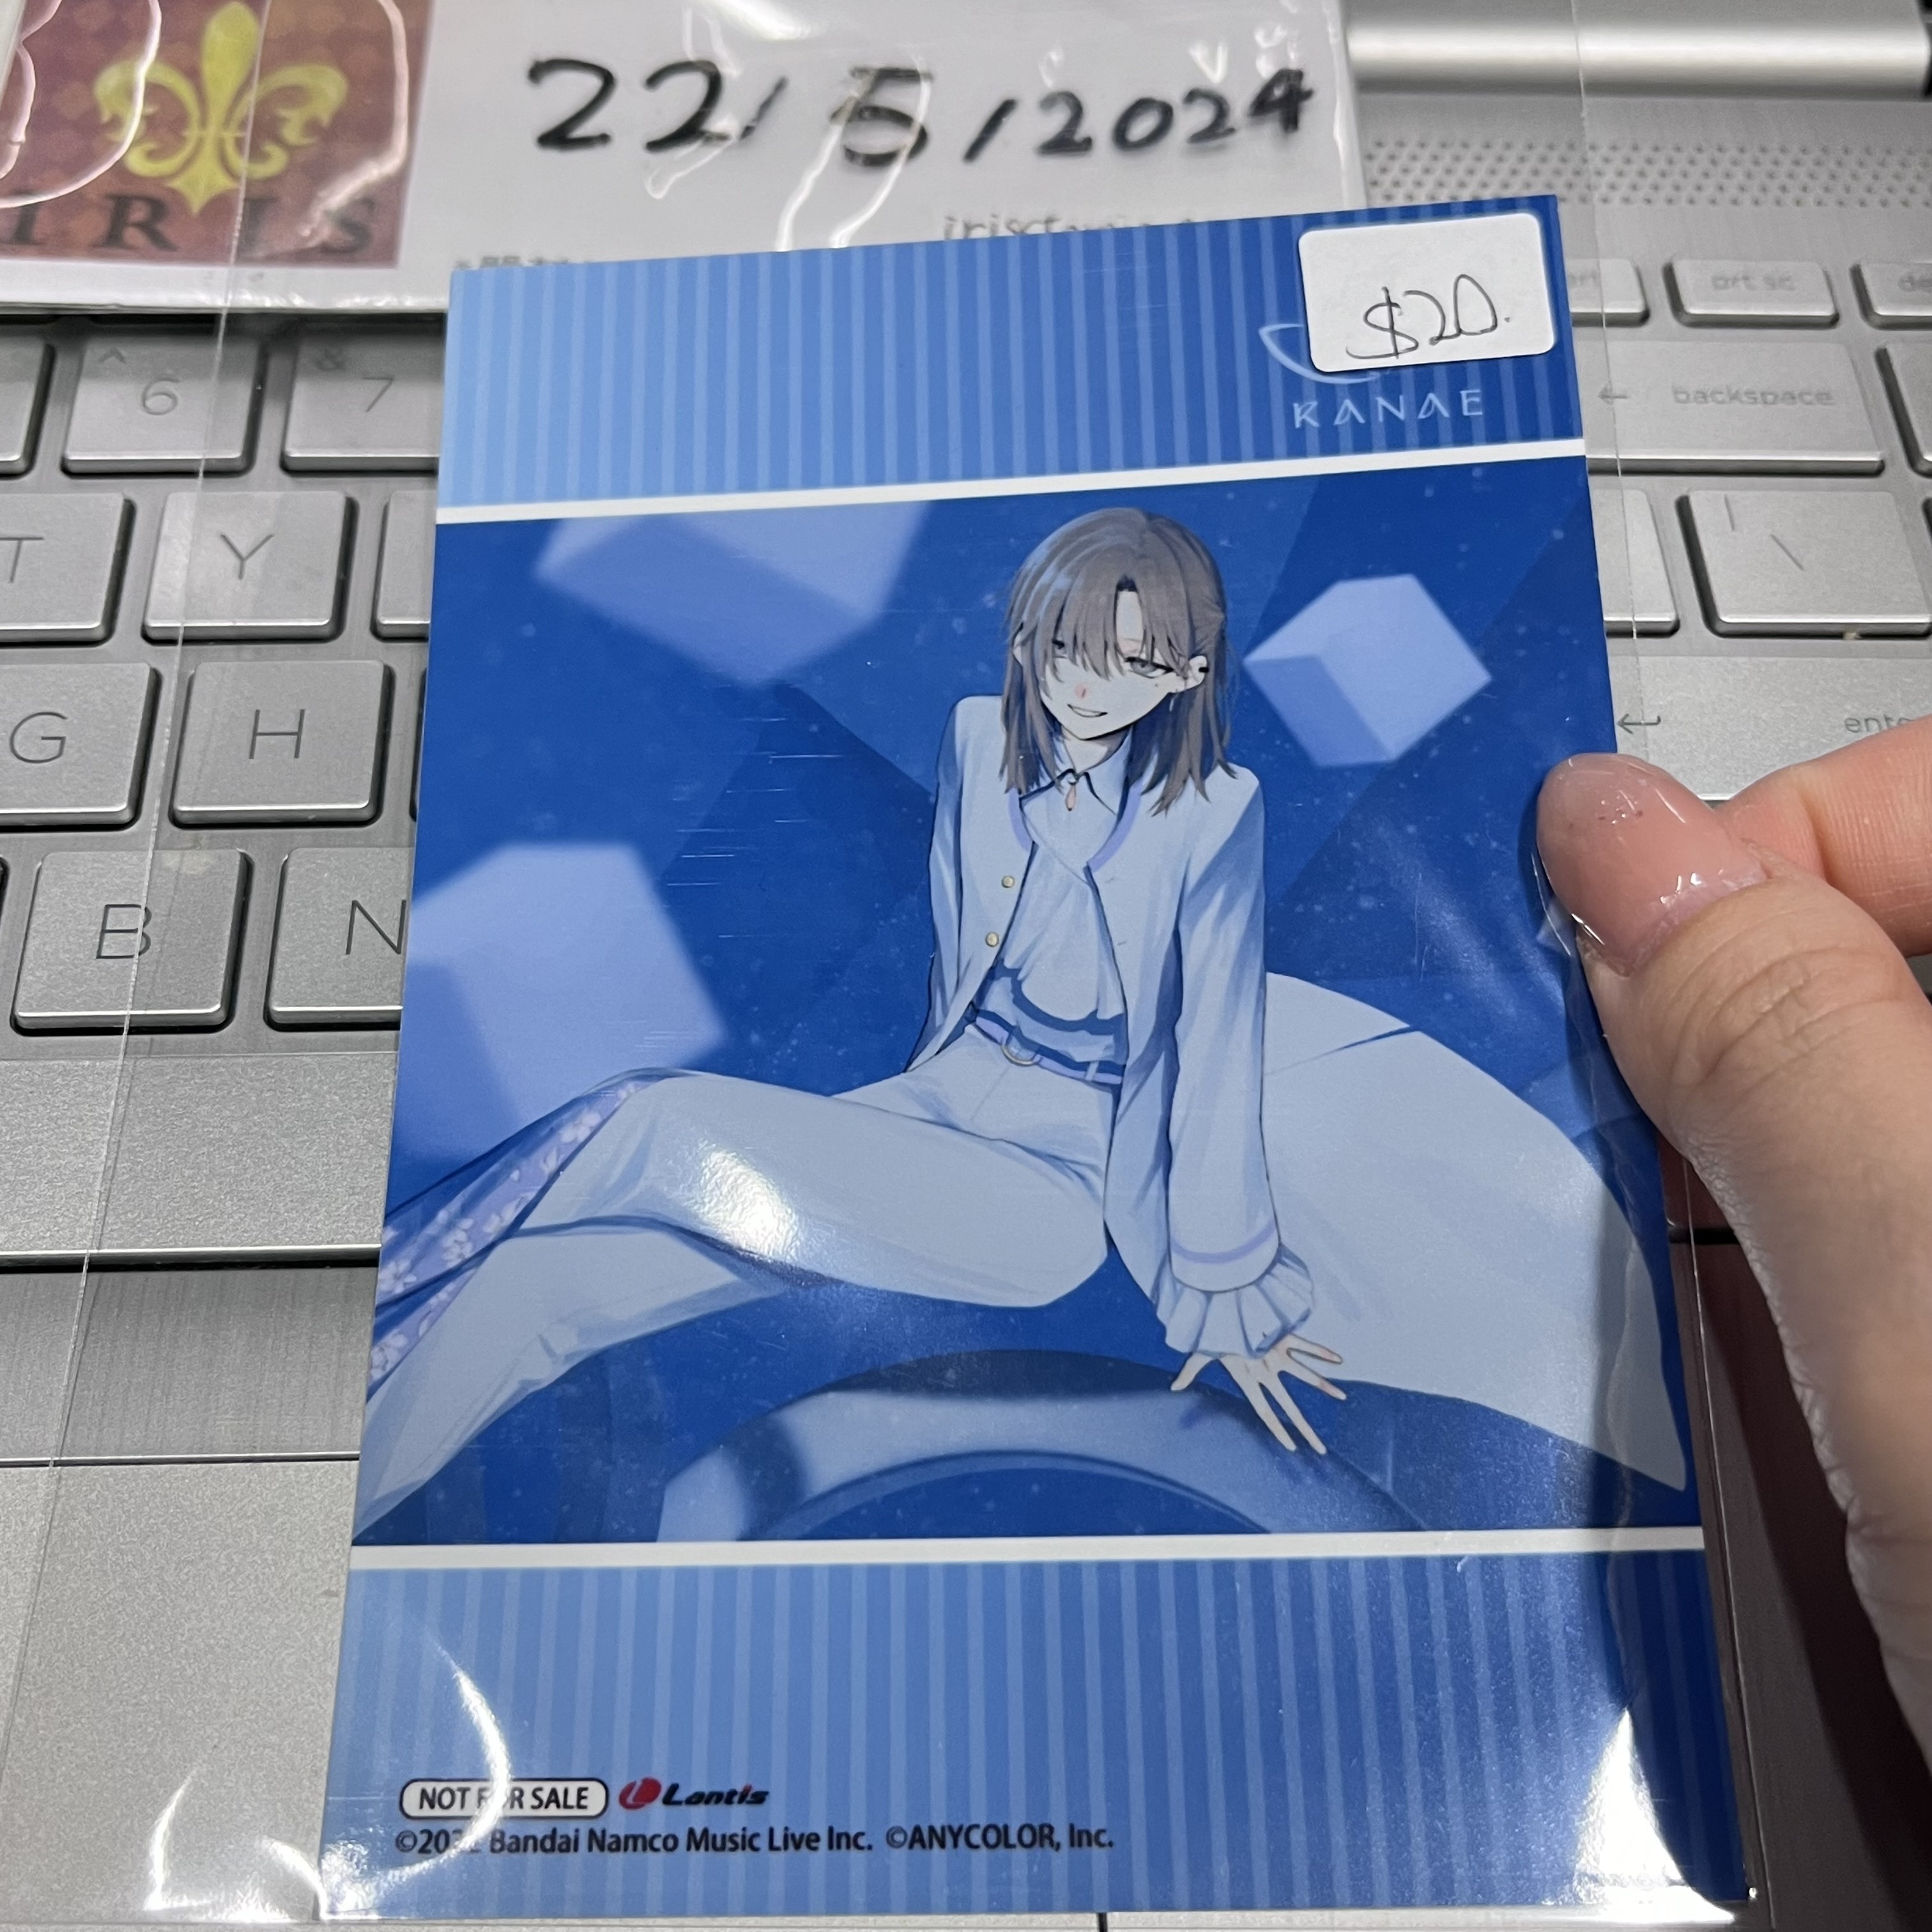 22/5/2024
IRIS
$20.
KANAE
6
7
backspace
T
Y
\
G
H
B
N
NOT FOR SALE Lantis
Bandai Namco Music Live Inc. ©ANYCOLOR, Inc.